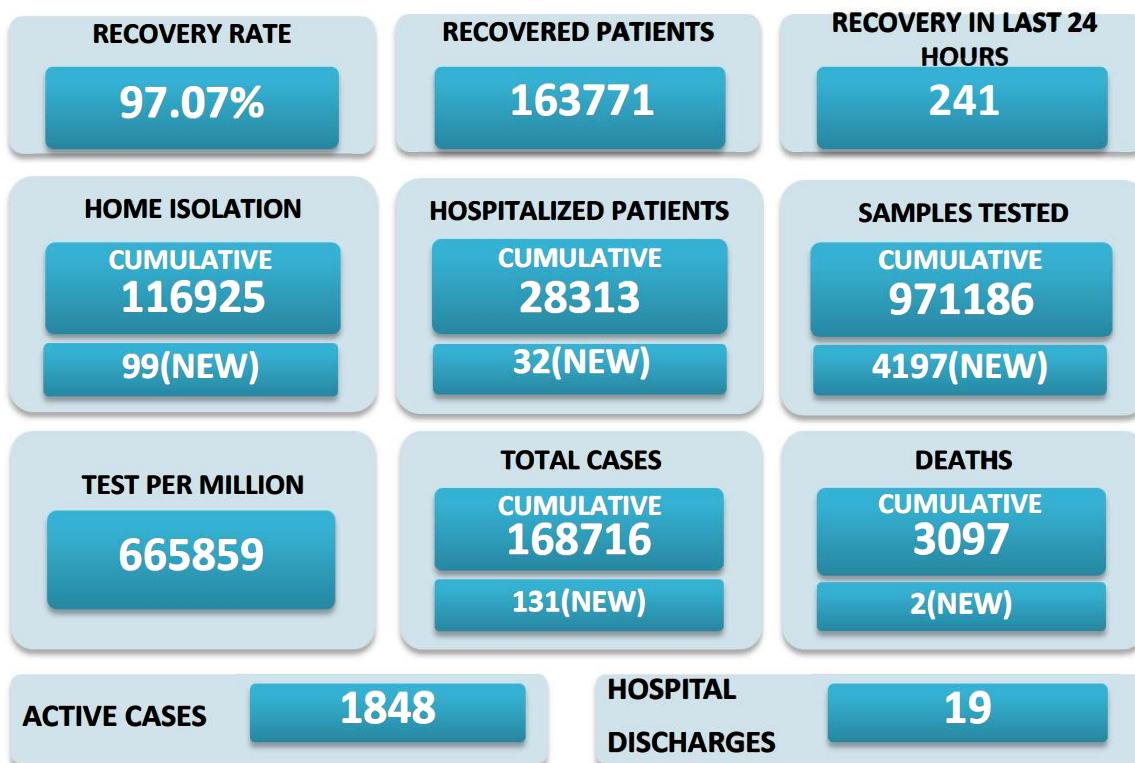 RECOVERY RATE
97.07%
RECOVERED PATIENTS
163771
RECOVERY IN LAST 24
HOURS
241
HOME ISOLATION
CUMULATIVE
116925
99(NEW)
HOSPITALIZED PATIENTS
CUMULATIVE
28313
32(NEW)
SAMPLES TESTED
CUMULATIVE
971186
4197(NEW)
TEST PER MILLION
665859
TOTAL CASES
CUMULATIVE
168716
131(NEW)
DEATHS
CUMULATIVE
3097
2(NEW)
ACTIVE CASES
1848
HOSPITAL
DISCHARGES
19